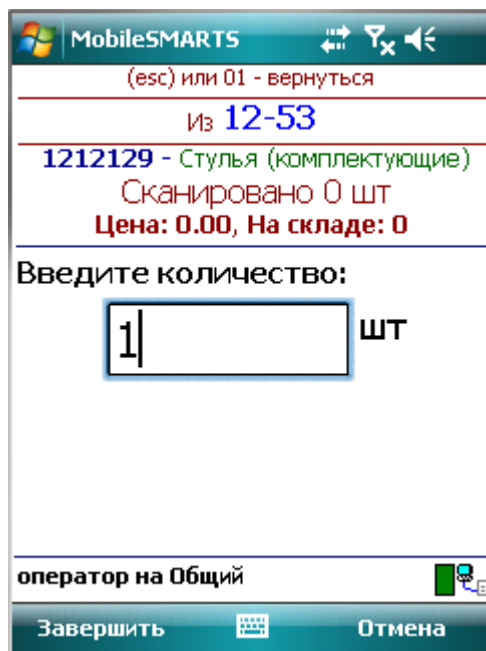 MobileSMARTS
(esc) или 01 - вернуться
Из 12-53
1212129 - Стулья (комплектующие)
Сканировано 0 шт
Цена: 0.00, На складе: 0
Введите количество:
1 шт
оператор на Общий
Завершить Отмена